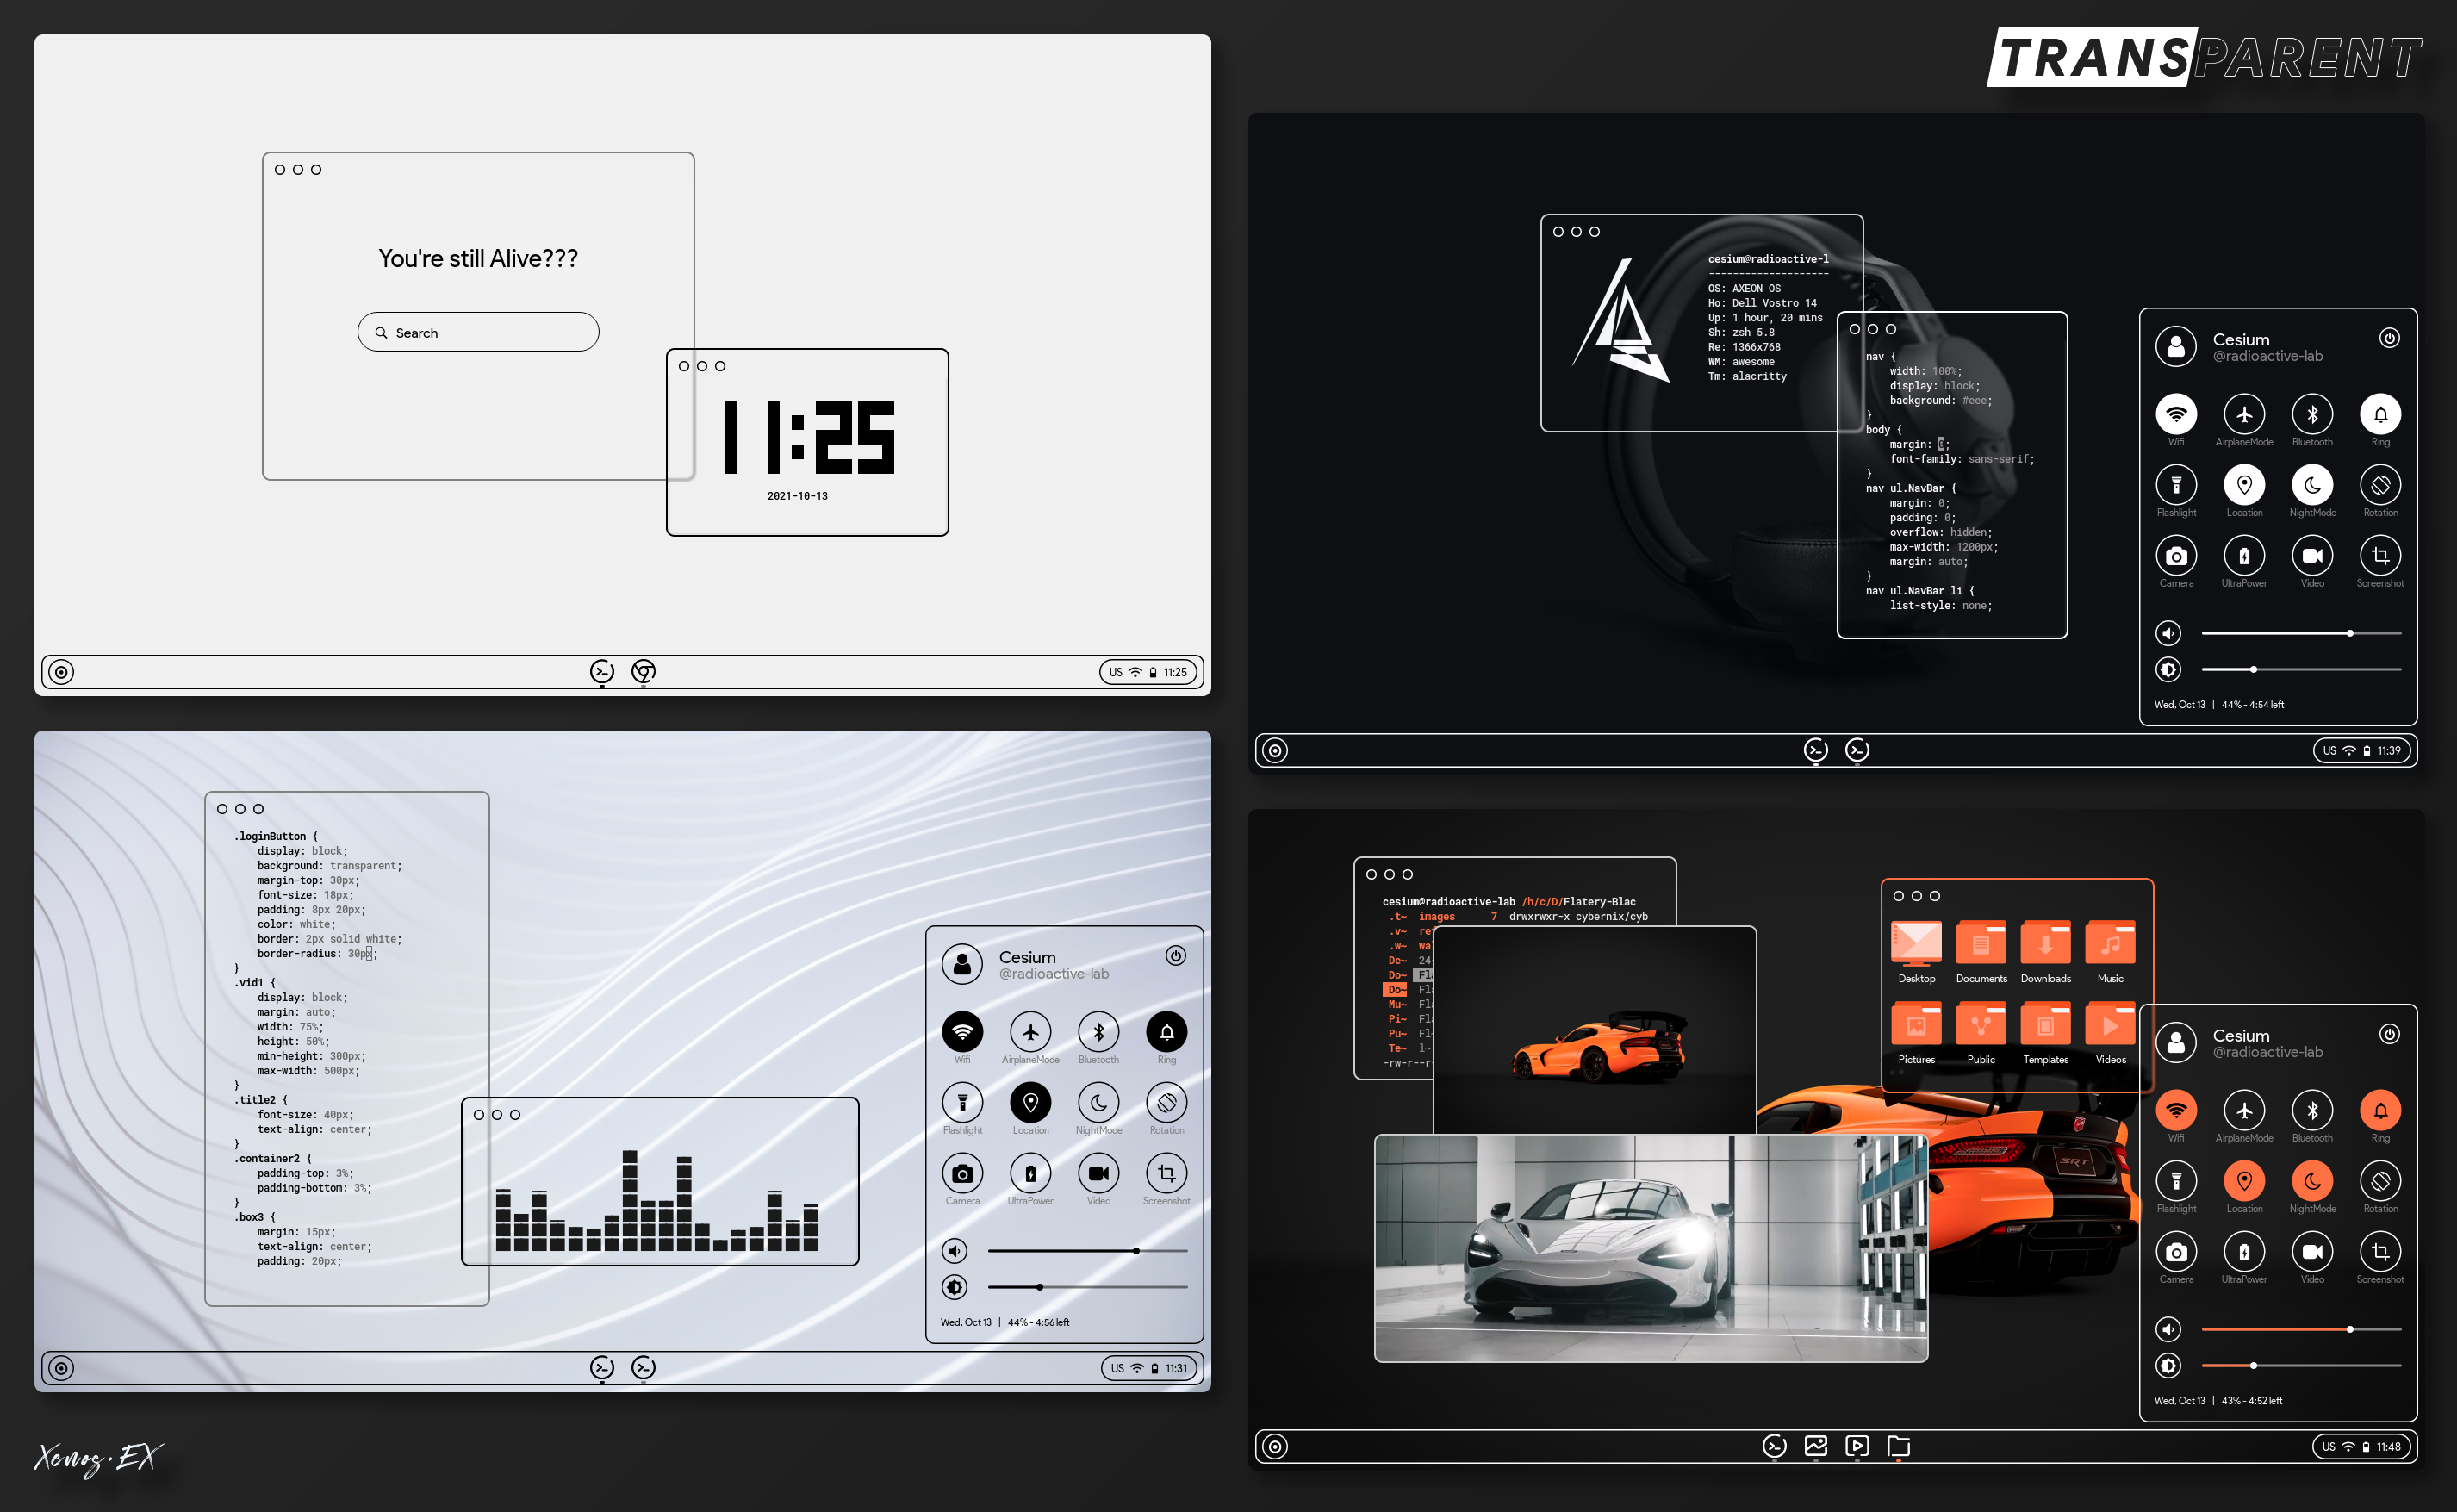 TRANSPARENT
You're still Alive???
Search
11:25
2021-10-13
US 11:25
cesium@radioactive-l
--------------------
OS: AXEON OS
Ho: Dell Vostro 14
Up: 1 hour, 20 mins
Sh: zsh 5.8
Re: 1366x768
WM: awesome
Tm: alacritty
nav {
width: 100%;
display: block;
background: #eee;
}
body {
margin: 0;
font-family: sans-serif;
}
nav ul.NavBar {
margin: 0;
padding: 0;
overflow: hidden;
max-width: 1200px;
margin: auto;
}
nav ul.NavBar li {
list-style: none;
Cesium
@radioactive-lab
Wifi AirplaneMode Bluetooth Ring
Flashlight Location NightMode Rotation
Camera UltraPower Video Screenshot
Wed, Oct 13 | 44% - 4:54 left
US 11:39
.loginButton {
display: block;
background: transparent;
margin-top: 30px;
font-size: 18px;
padding: 8px 20px;
color: white;
border: 2px solid white;
border-radius: 30px;
}
.vid1 {
display: block;
margin: auto;
width: 75%;
height: 50%;
min-height: 300px;
max-width: 500px;
}
.title2 {
font-size: 40px;
text-align: center;
}
.container2 {
padding-top: 3%;
padding-bottom: 3%;
}
.box3 {
margin: 15px;
text-align: center;
padding: 20px;
Cesium
@radioactive-lab
Wifi AirplaneMode Bluetooth Ring
Flashlight Location NightMode Rotation
Camera UltraPower Video Screenshot
Wed, Oct 13 | 44% - 4:56 left
US 11:31
cesium@radioactive-lab /h/c/D/Flatery-Blac
.t~ images 7 drwxrwxr-x cybernix/cyb
.v~ re
.w~ wa
De~ 24
Do~ Fl
Do~ Fl
Mu~ Fl
Pi~ Fl
Pu~ Fl
Te~ l~
-rw-r--r
Desktop Documents Downloads Music
Pictures Public Templates Videos
SRT
Cesium
@radioactive-lab
Wifi AirplaneMode Bluetooth Ring
Flashlight Location NightMode Rotation
Camera UltraPower Video Screenshot
Wed, Oct 13 | 43% - 4:52 left
US 11:48
Xenos·EX